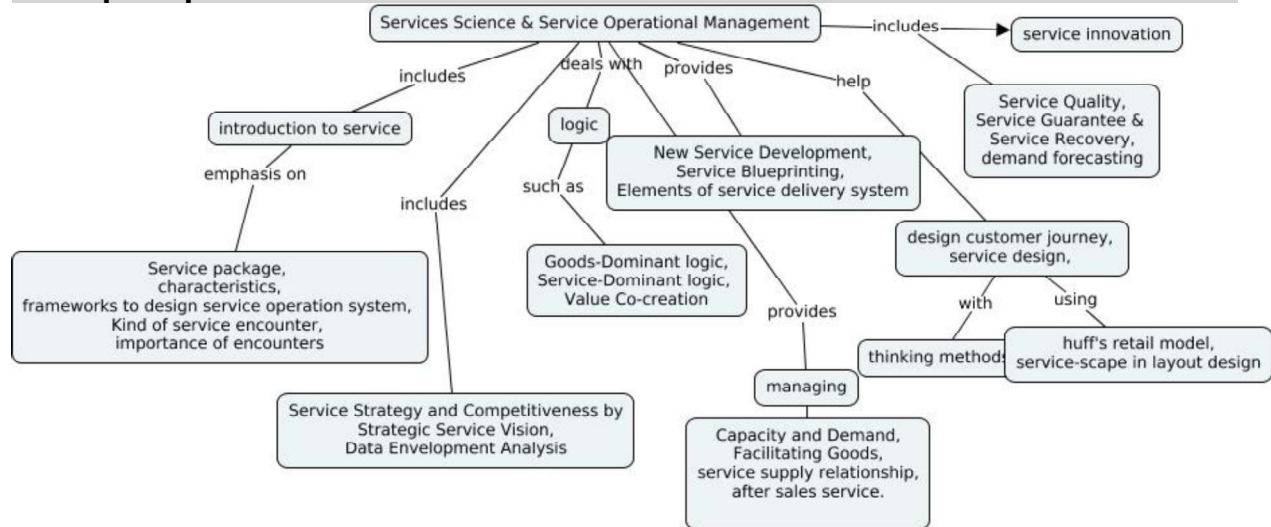 Services Science & Service Operational Management
includes
service innovation
includes
deals with
provides
help
introduction to service
logic
Service Quality,
Service Guarantee &
Service Recovery,
demand forecasting
emphasis on
such as
includes
New Service Development,
Service Blueprinting,
Elements of service delivery system
design customer journey,
service design,
Service package,
characteristics,
frameworks to design service operation system,
Kind of service encounter,
importance of encounters
Goods-Dominant logic,
Service-Dominant logic,
Value Co-creation
provides
with
using
thinking methods
huff's retail model,
service-scape in layout design
managing
Service Strategy and Competitiveness by
Strategic Service Vision,
Data Envelopment Analysis
Capacity and Demand,
Facilitating Goods,
service supply relationship,
after sales service.